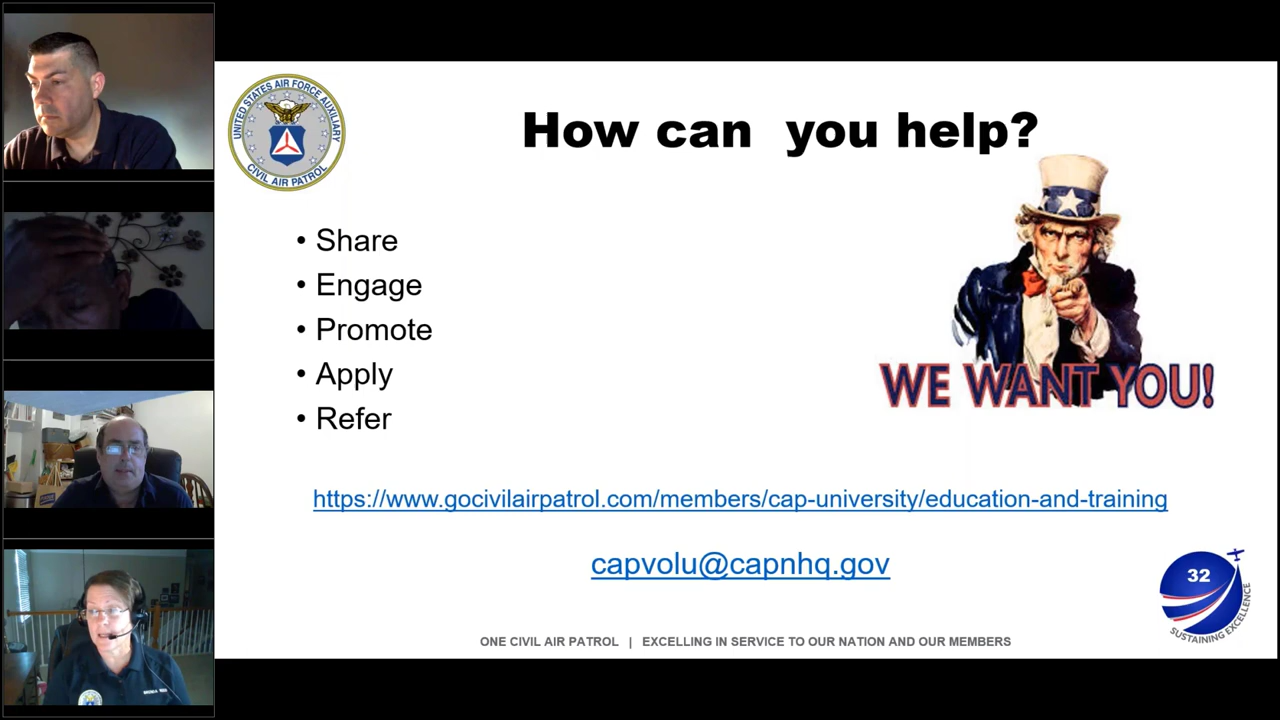 UNITED STATES AIR FORCE AUXILIARY
CIVIL AIR PATROL
How can  you help?
• Share
• Engage
• Promote
• Apply
• Refer
WE WANT YOU!
https://www.gocivilairpatrol.com/members/cap-university/education-and-training
capvolu@capnhq.gov
32
SUSTAINING EXCELLENCE
ONE CIVIL AIR PATROL | EXCELLING IN SERVICE TO OUR NATION AND OUR MEMBERS